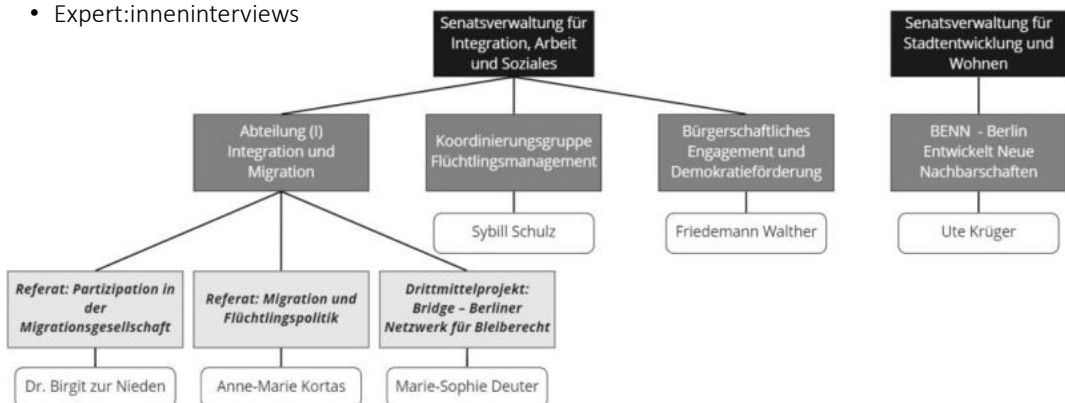 • Expert:inneninterviews
Senatsverwaltung für
Integration, Arbeit
und Soziales
Senatsverwaltung für
Stadtentwicklung und
Wohnen
Abteilung (I)
Integration und
Migration
Koordinierungsgruppe
Flüchtlingsmanagement
Bürgerschaftliches
Engagement und
Demokratieförderung
BENN - Berlin
Entwickelt Neue
Nachbarschaften
Sybill Schulz
Friedemann Walther
Ute Krüger
Referat: Partizipation in
der
Migrationsgesellschaft
Referat: Migration und
Flüchtlingspolitik
Drittmittelprojekt:
Bridge – Berliner
Netzwerk für Bleiberecht
Dr. Birgit zur Nieden
Anne-Marie Kortas
Marie-Sophie Deuter